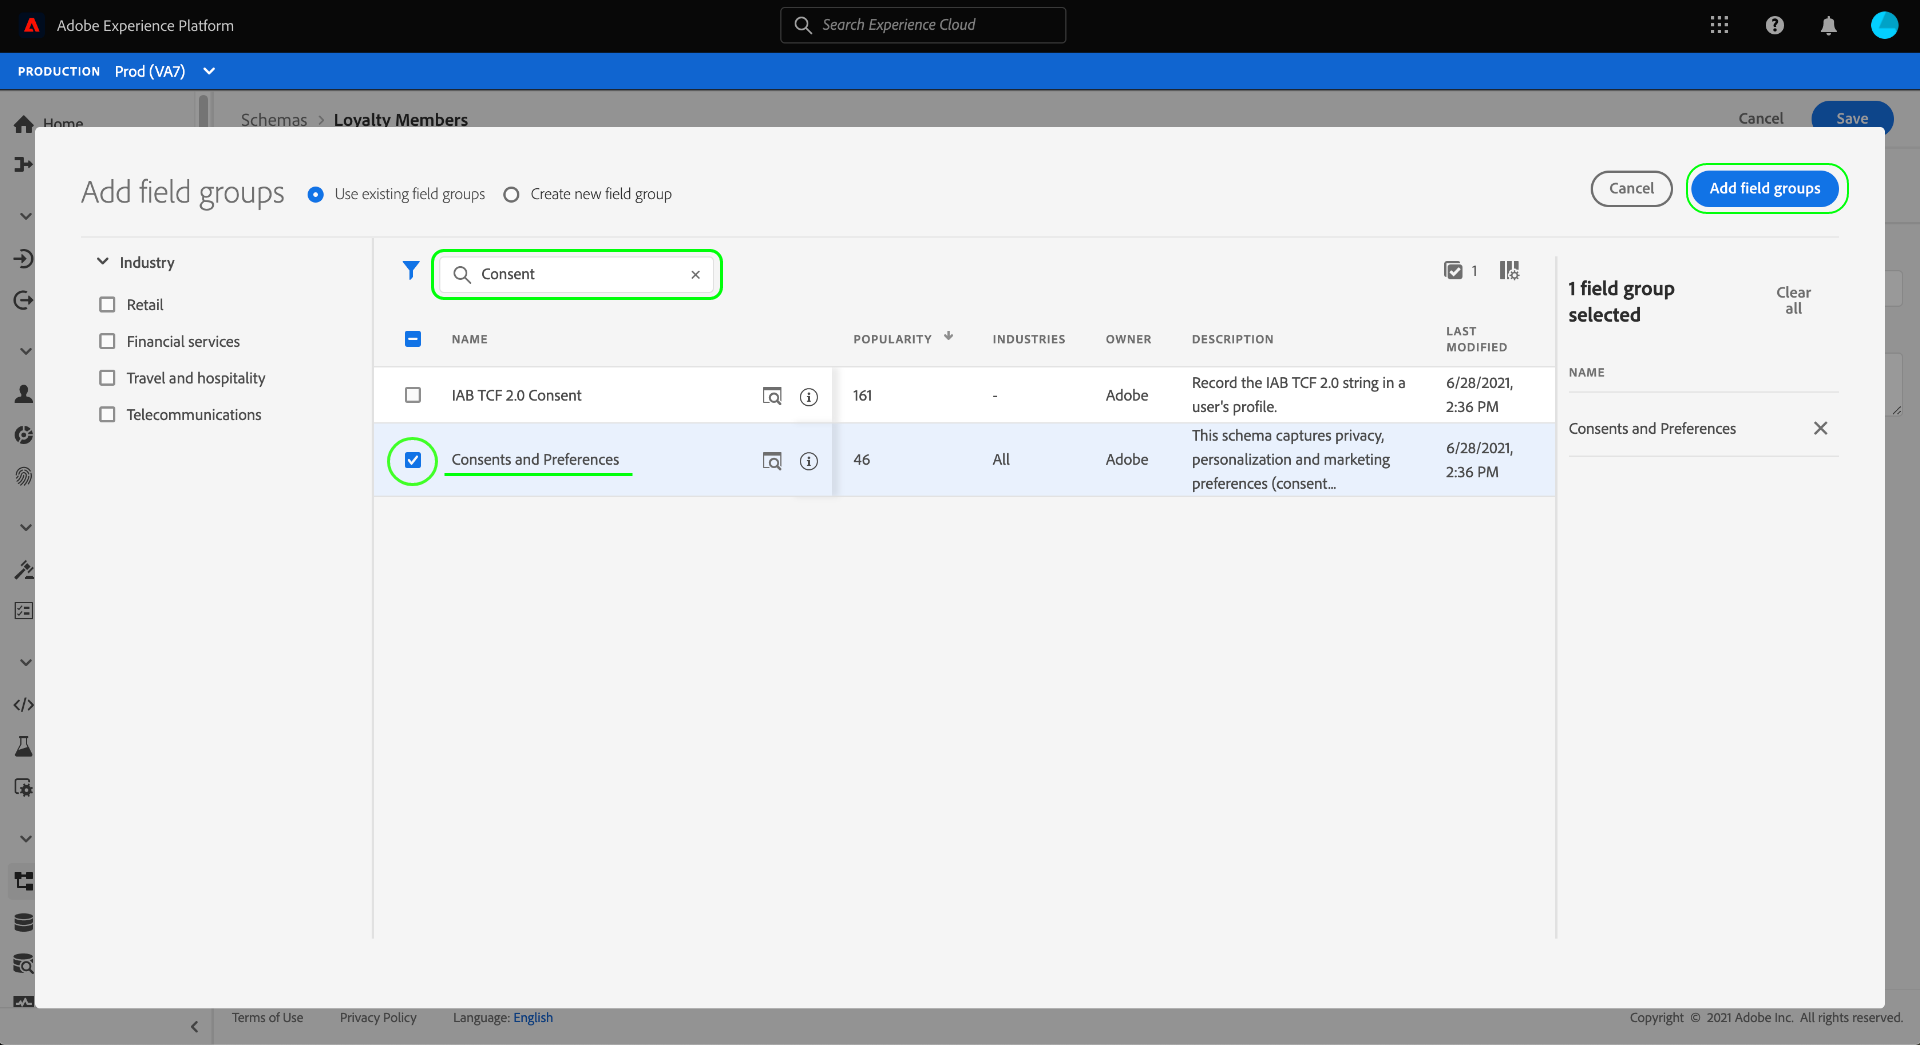 Adobe Experience Platform
Search Experience Cloud
PRODUCTION Prod (VA7)
Home
Schemas > Loyalty Members
Cancel
Save
Add field groups
Use existing field groups
Create new field group
Cancel
Add field groups
Industry
Retail
Financial services
Travel and hospitality
Telecommunications
Consent
1
NAME
POPULARITY
INDUSTRIES
OWNER
DESCRIPTION
LAST
MODIFIED
IAB TCF 2.0 Consent
161
-
Adobe
Record the IAB TCF 2.0 string in a
user's profile.
6/28/2021,
2:36 PM
Consents and Preferences
46
All
Adobe
This schema captures privacy,
personalization and marketing
preferences (consent...
6/28/2021,
2:36 PM
1 field group
selected
Clear
all
NAME
Consents and Preferences
Terms of Use
Privacy Policy
Language: English
Copyright © 2021 Adobe Inc. All rights reserved.